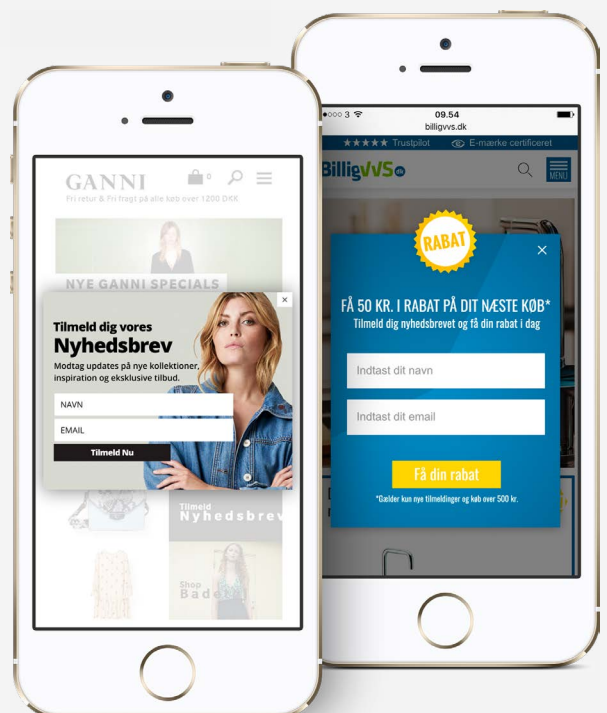 GANNI
0
Fri retur & Fri fragt på alle køb over 1200 DKK
NYE GANNI SPECIALS
×
Tilmeld dig vores
Nyhedsbrev
Modtag updates på nye kollektioner,
inspiration og eksklusive tilbud.
NAVN
EMAIL
Tilmeld Nu
Tilmeld
Nyhedsbrev
Shop
3
09.54
billigvvs.dk
★★★★★ Trustpilot
E-mærke certificeret
BilligVVS.dk
MENU
RABAT
×
FÅ 50 KR. I RABAT PÅ DIT NÆSTE KØB*
Tilmeld dig nyhedsbrevet og få din rabat i dag
Indtast dit navn
Indtast dit email
Få din rabat
*Gælder kun nye tilmeldinger og køb over 500 kr.